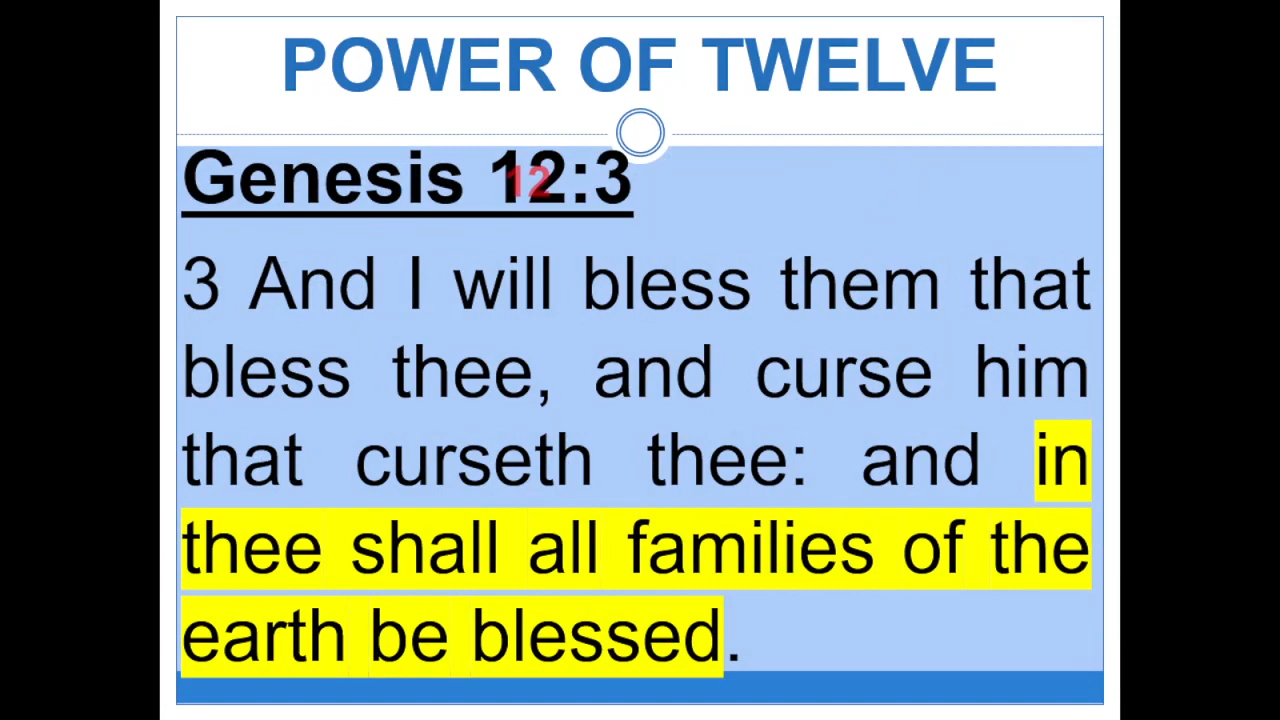 POWER OF TWELVE
Genesis 12:3
12
3 And I will bless them that
bless thee, and curse him
that curseth thee: and in
thee shall all families of the
earth be blessed.